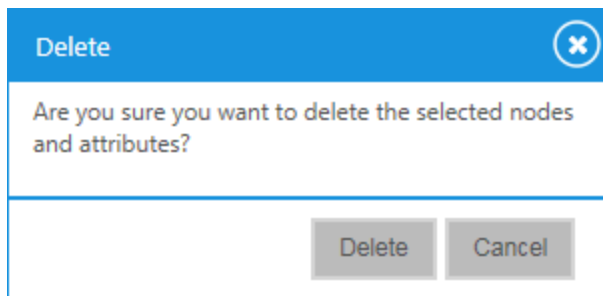 Delete
Are you sure you want to delete the selected nodes
and attributes?
Delete Cancel